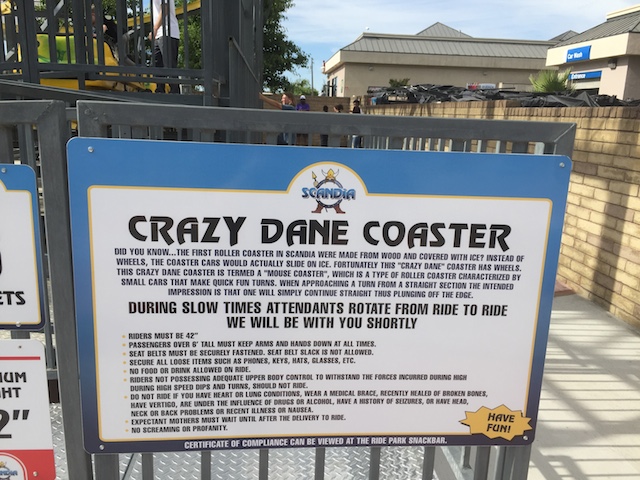 Car Wash
Entrance
SCANDIA
CRAZY DANE COASTER
DID YOU KNOW...THE FIRST ROLLER COASTER IN SCANDIA WERE MADE FROM WOOD AND COVERED WITH ICE? INSTEAD OF
WHEELS, THE COASTER CARS WOULD ACTUALLY SLIDE ON ICE. FORTUNATELY THIS "CRAZY DANE" COASTER HAS WHEELS.
THIS CRAZY DANE COASTER IS TERMED A "MOUSE COASTER", WHICH IS A TYPE OF ROLLER COASTER CHARACTERIZED BY
SMALL CARS THAT MAKE QUICK FUN TURNS. WHEN APPROACHING A TURN FROM A STRAIGHT SECTION THE INTENDED
IMPRESSION IS THAT ONE WILL SIMPLY CONTINUE STRAIGHT THUS PLUNGING OFF THE EDGE.
DURING SLOW TIMES ATTENDANTS ROTATE FROM RIDE TO RIDE
WE WILL BE WITH YOU SHORTLY
• RIDERS MUST BE 42"
• PASSENGERS OVER 6' TALL MUST KEEP ARMS AND HANDS DOWN AT ALL TIMES.
• SEAT BELTS MUST BE SECURELY FASTENED. SEAT BELT SLACK IS NOT ALLOWED.
• SECURE ALL LOOSE ITEMS SUCH AS PHONES, KEYS, HATS, GLASSES, ETC.
• NO FOOD OR DRINK ALLOWED ON RIDE.
• RIDERS NOT POSSESSING ADEQUATE UPPER BODY CONTROL TO WITHSTAND THE FORCES INCURRED DURING HIGH
DURING HIGH SPEED DIPS AND TURNS, SHOULD NOT RIDE.
• DO NOT RIDE IF YOU HAVE HEART OR LUNG CONDITIONS, WEAR A MEDICAL BRACE, RECENTLY HEALED OF BROKEN BONES,
HAVE VERTIGO, ARE UNDER THE INFLUENCE OF DRUGS OR ALCOHOL, HAVE A HISTORY OF SEIZURES, OR HAVE HEAD,
NECK OR BACK PROBLEMS OR RECENT ILLNESS OR NAUSEA.
• EXPECTANT MOTHERS MUST WAIT UNTIL AFTER THE DELIVERY TO RIDE.
• NO SCREAMING OR PROFANITY.
HAVE
FUN!
CERTIFICATE OF COMPLIANCE CAN BE VIEWED AT THE RIDE PARK SNACKBAR.
ETS
MUM
HT
2"